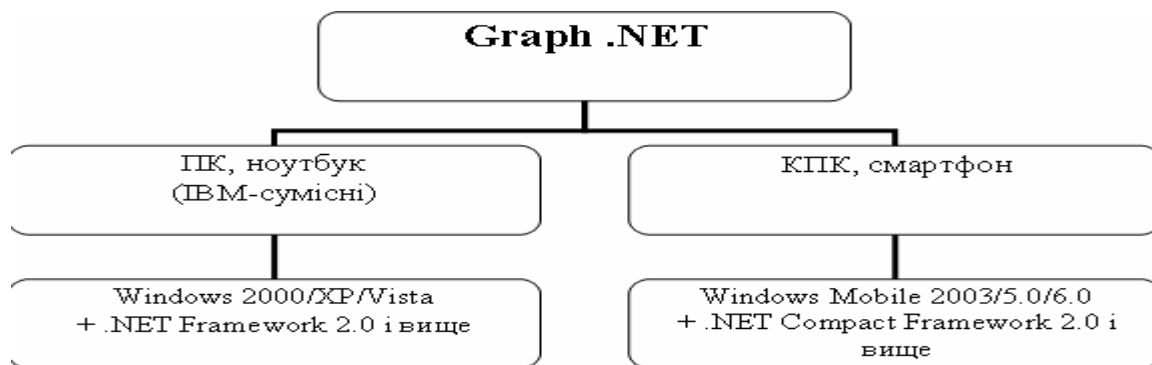 Graph .NET
ПК, ноутбук
(IBM-сумісні)
КПК, смартфон
Windows 2000/XP/Vista
+ .NET Framework 2.0 і вище
Windows Mobile 2003/5.0/6.0
+ .NET Compact Framework 2.0 і
вище